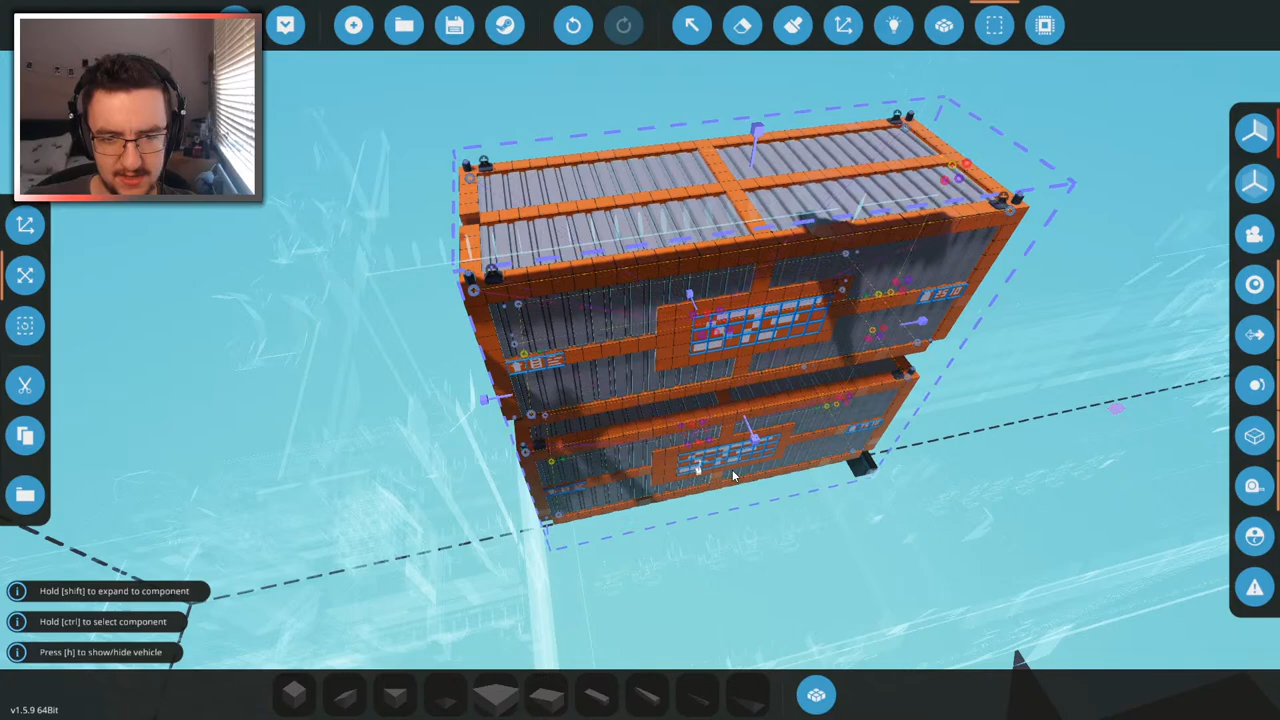 Hold [shift] to expand to component
Hold [ctrl] to select component
Press [h] to show/hide vehicle
v1.5.9 64Bit